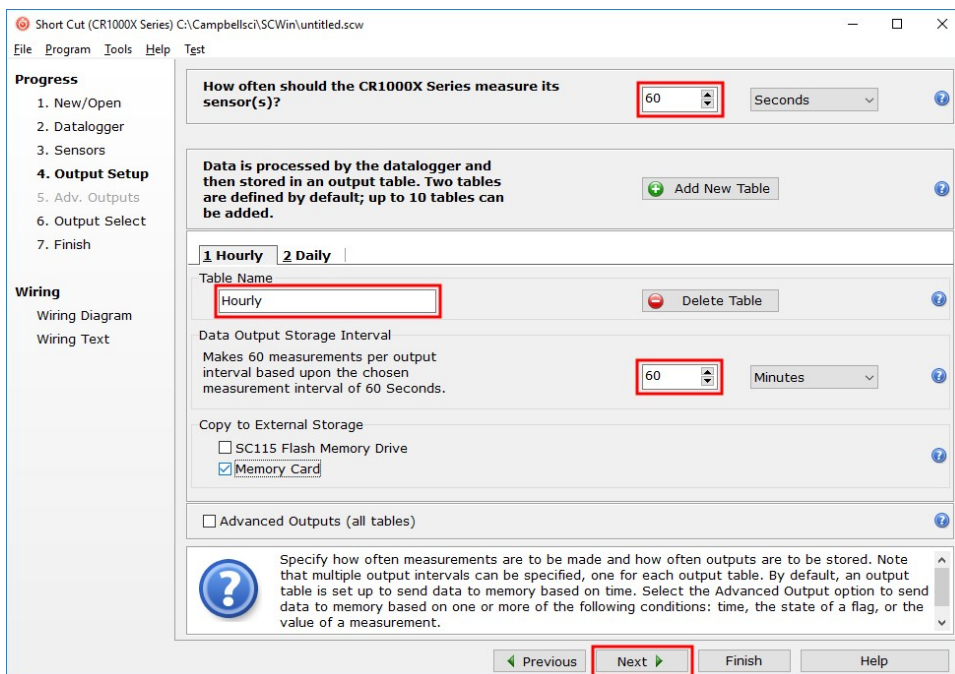 Short Cut (CR1000X Series) C:\Campbellsci\SCWin\untitled.scw
File Program Tools Help Test
Progress
1. New/Open
2. Datalogger
3. Sensors
4. Output Setup
5. Adv. Outputs
6. Output Select
7. Finish
Wiring
Wiring Diagram
Wiring Text
How often should the CR1000X Series measure its
sensor(s)?
60
Seconds
Data is processed by the datalogger and
then stored in an output table. Two tables
are defined by default; up to 10 tables can
be added.
Add New Table
1 Hourly 2 Daily
Table Name
Hourly
Delete Table
Data Output Storage Interval
Makes 60 measurements per output
interval based upon the chosen
measurement interval of 60 Seconds.
60
Minutes
Copy to External Storage
SC115 Flash Memory Drive
Memory Card
Advanced Outputs (all tables)
Specify how often measurements are to be made and how often outputs are to be stored. Note
that multiple output intervals can be specified, one for each output table. By default, an output
table is set up to send data to memory based on time. Select the Advanced Output option to send
data to memory based on one or more of the following conditions: time, the state of a flag, or the
value of a measurement.
Previous Next Finish Help